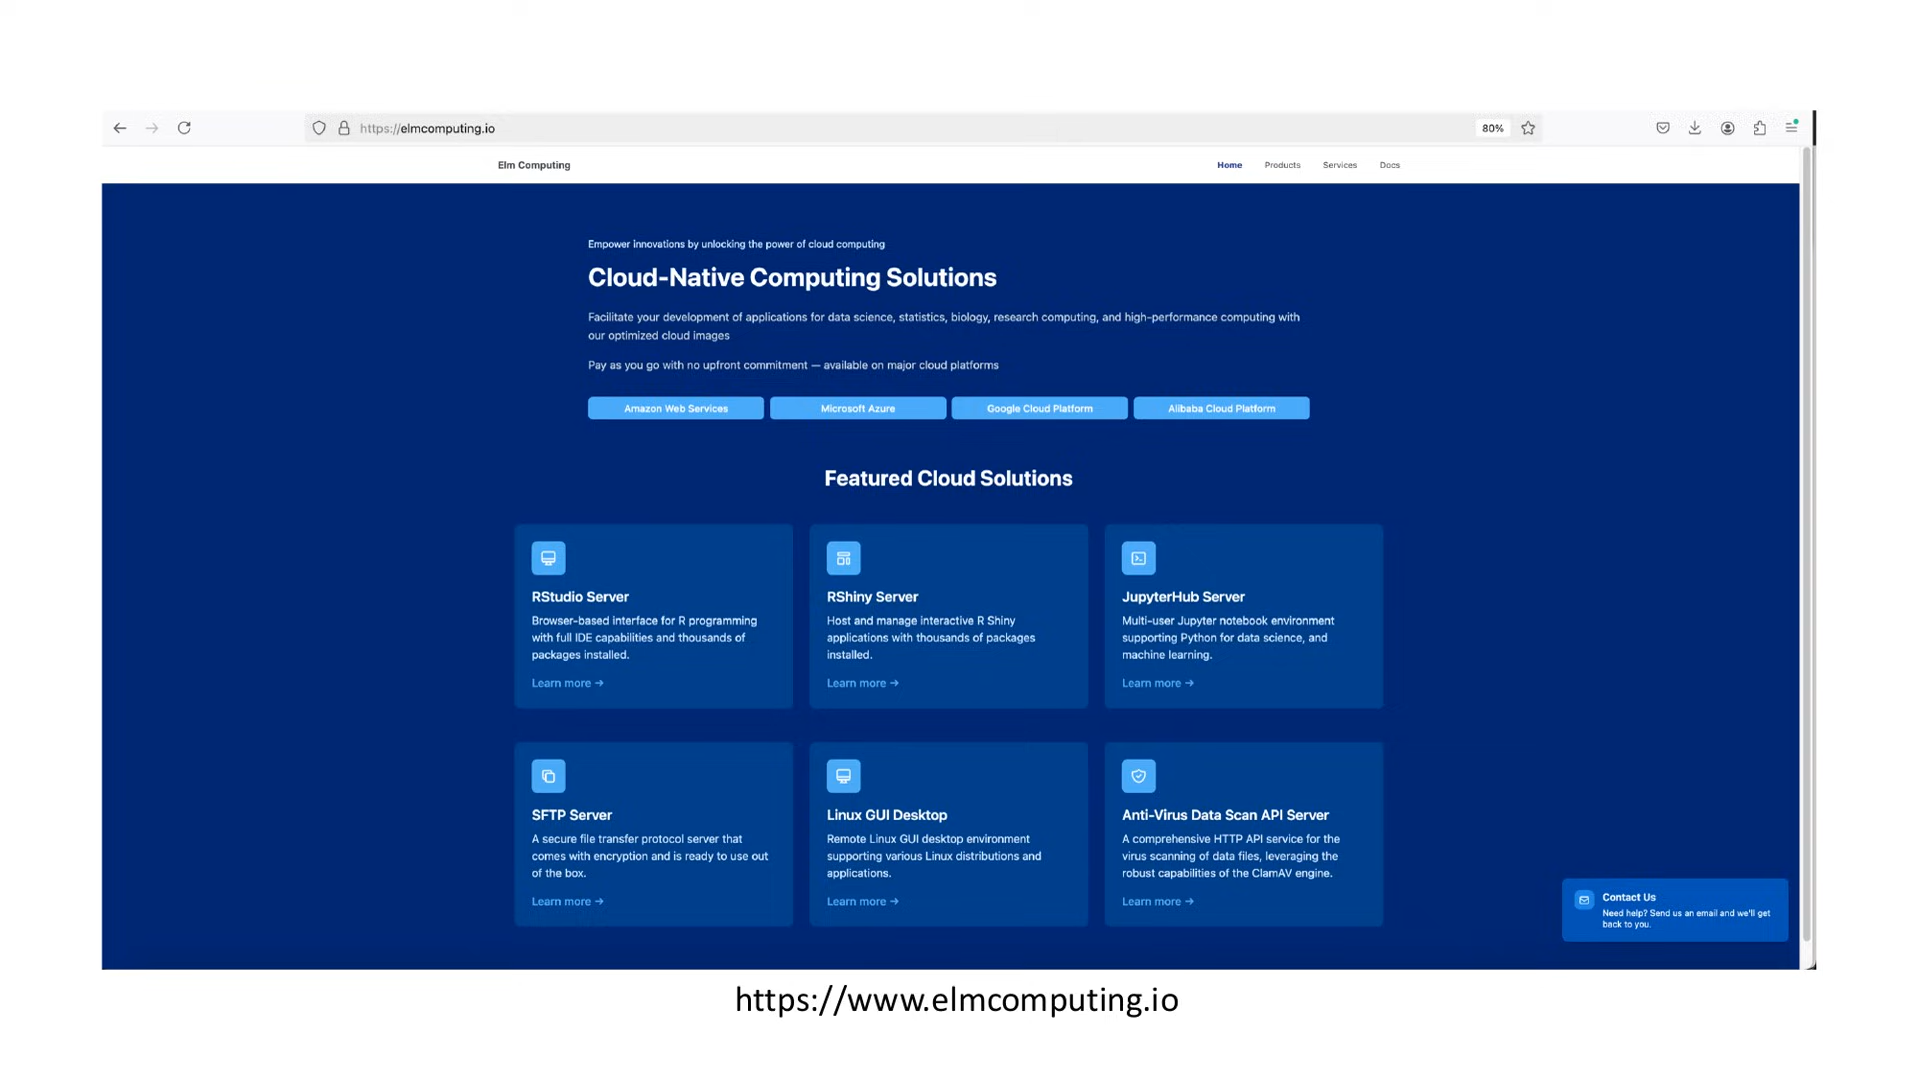 https://elmcomputing.io
80%
Elm Computing
Home
Products
Services
Docs
Empower innovations by unlocking the power of cloud computing
Cloud-Native Computing Solutions
Facilitate your development of applications for data science, statistics, biology, research computing, and high-performance computing with
our optimized cloud images
Pay as you go with no upfront commitment — available on major cloud platforms
Amazon Web Services
Microsoft Azure
Google Cloud Platform
Alibaba Cloud Platform
Featured Cloud Solutions
RStudio Server
Browser-based interface for R programming
with full IDE capabilities and thousands of
packages installed.
Learn more →
RShiny Server
Host and manage interactive R Shiny
applications with thousands of packages
installed.
Learn more →
JupyterHub Server
Multi-user Jupyter notebook environment
supporting Python for data science, and
machine learning.
Learn more →
SFTP Server
A secure file transfer protocol server that
comes with encryption and is ready to use out
of the box.
Learn more →
Linux GUI Desktop
Remote Linux GUI desktop environment
supporting various Linux distributions and
applications.
Learn more →
Anti-Virus Data Scan API Server
A comprehensive HTTP API service for the
virus scanning of data files, leveraging the
robust capabilities of the ClamAV engine.
Learn more →
Contact Us
Need help? Send us an email and we'll get
back to you.
https://www.elmcomputing.io